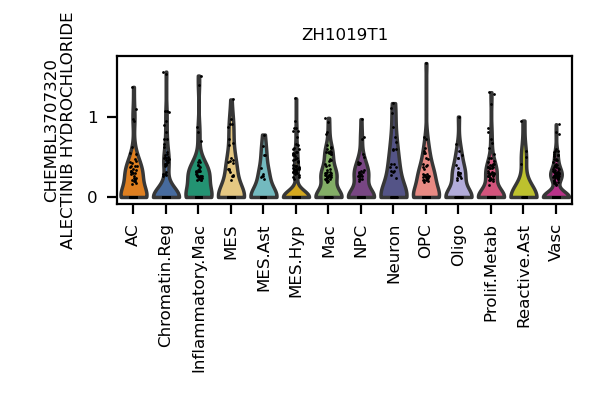 ZH1019T1
CHEMBL3707320
ALECTINIB HYDROCHLORIDE
1
0
AC
Chromatin.Reg
Inflammatory.Mac
MES
MES.Ast
MES.Hyp
Mac
NPC
Neuron
OPC
Oligo
Prolif.Metab
Reactive.Ast
Vasc